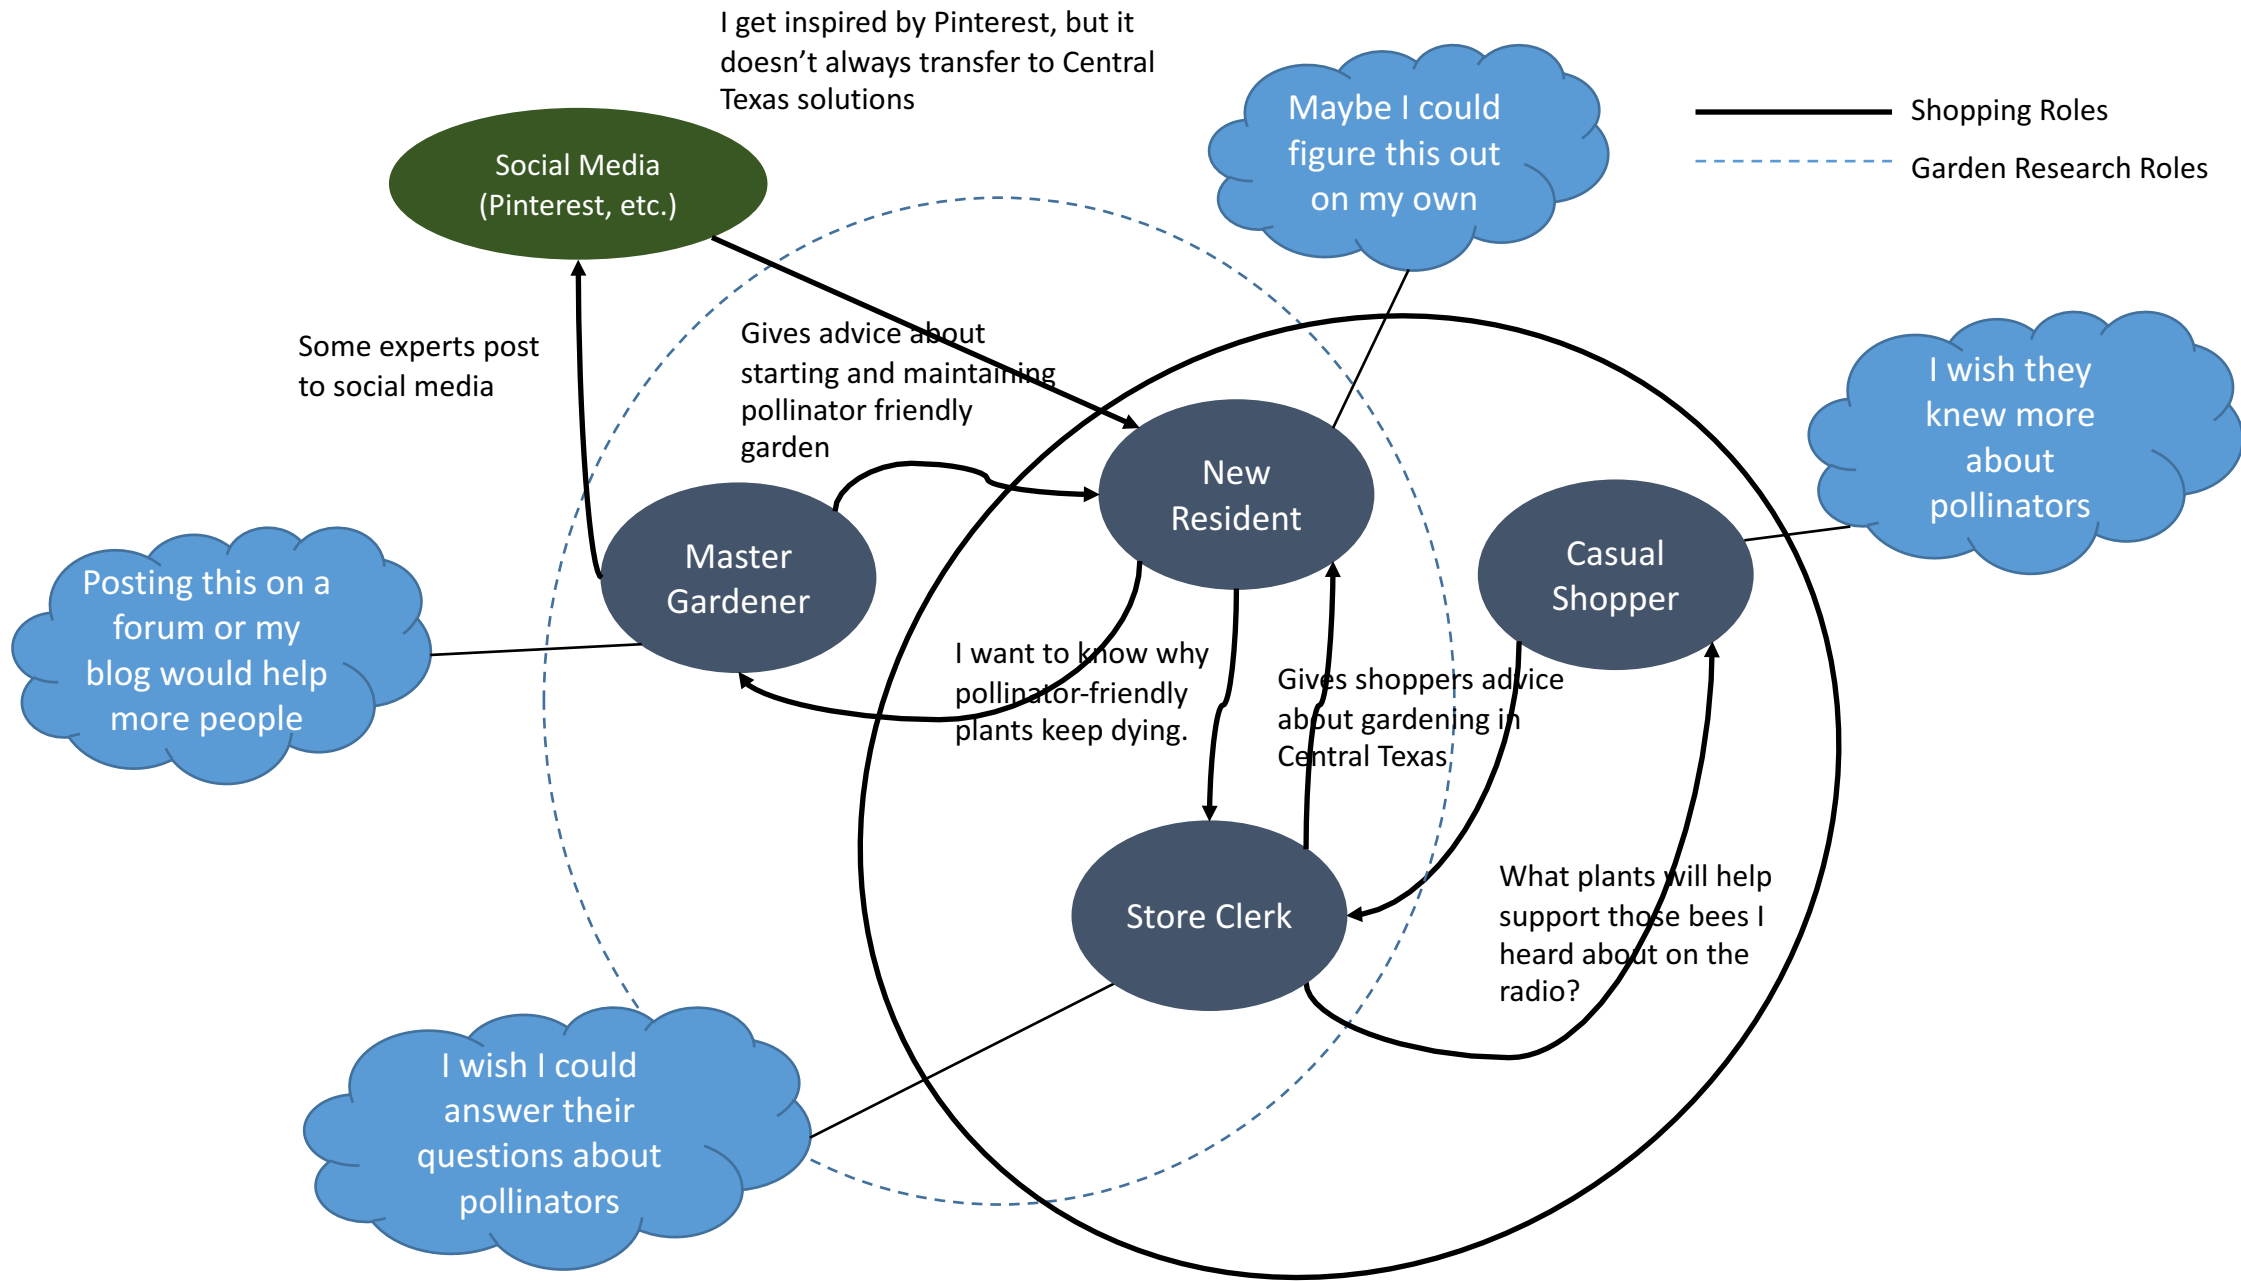 I get inspired by Pinterest, but it
doesn’t always transfer to Central
Texas solutions
Social Media
(Pinterest, etc.)
Maybe I could
figure this out
on my own
Shopping Roles
Garden Research Roles
Some experts post
to social media
Gives advice about
starting and maintaining
pollinator friendly
garden
I wish they
knew more
about
pollinators
New
Resident
Casual
Shopper
Master
Gardener
Posting this on a
forum or my
blog would help
more people
I want to know why
pollinator-friendly
plants keep dying.
Gives shoppers advice
about gardening in
Central Texas
Store Clerk
What plants will help
support those bees I
heard about on the
radio?
I wish I could
answer their
questions about
pollinators